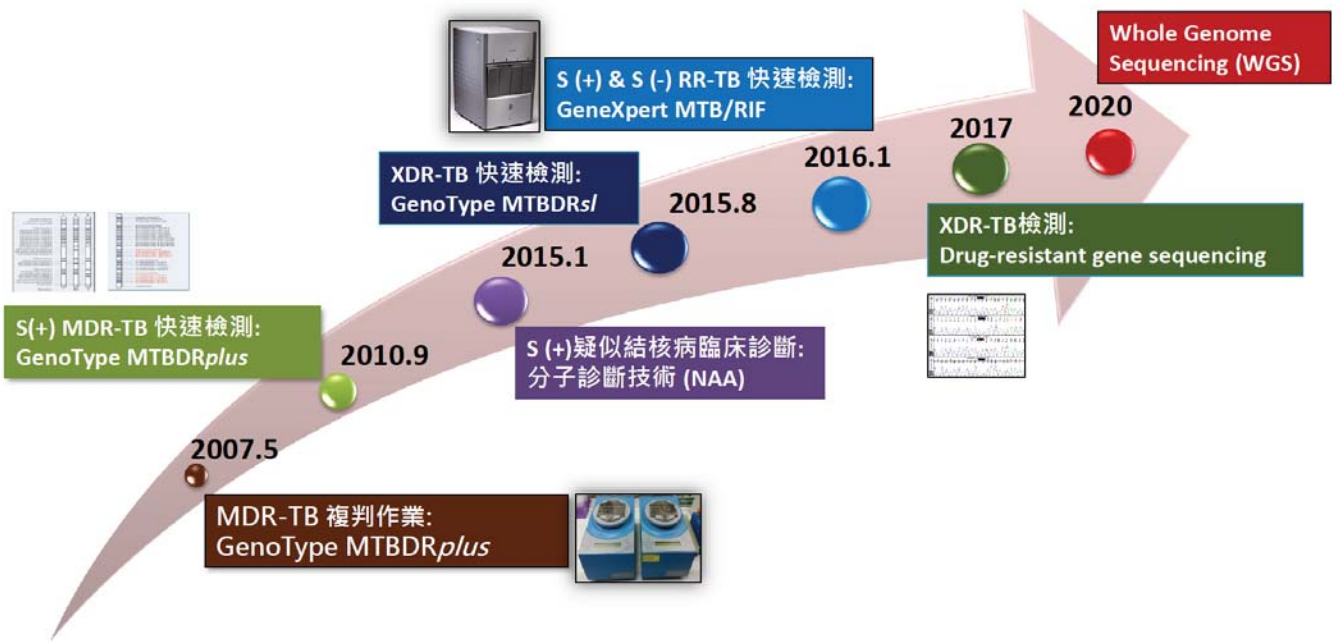 Whole Genome
Sequencing (WGS)
2020
S (+) & S (-) RR-TB 快速檢測:
GeneXpert MTB/RIF
2017
2016.1
XDR-TB 快速檢測:
GenoType MTBDRsl
2015.8
XDR-TB檢測:
Drug-resistant gene sequencing
2015.1
S(+) MDR-TB 快速檢測:
GenoType MTBDRplus
2010.9
S (+)疑似結核病臨床診斷:
分子診斷技術 (NAA)
2007.5
MDR-TB 複判作業:
GenoType MTBDRplus